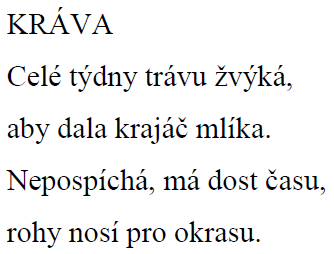 KRÁVA
Celé týdny trávu žvýká,
aby dala krajáč mlíka.
Nepospíchá, má dost času,
rohy nosí pro okrasu.